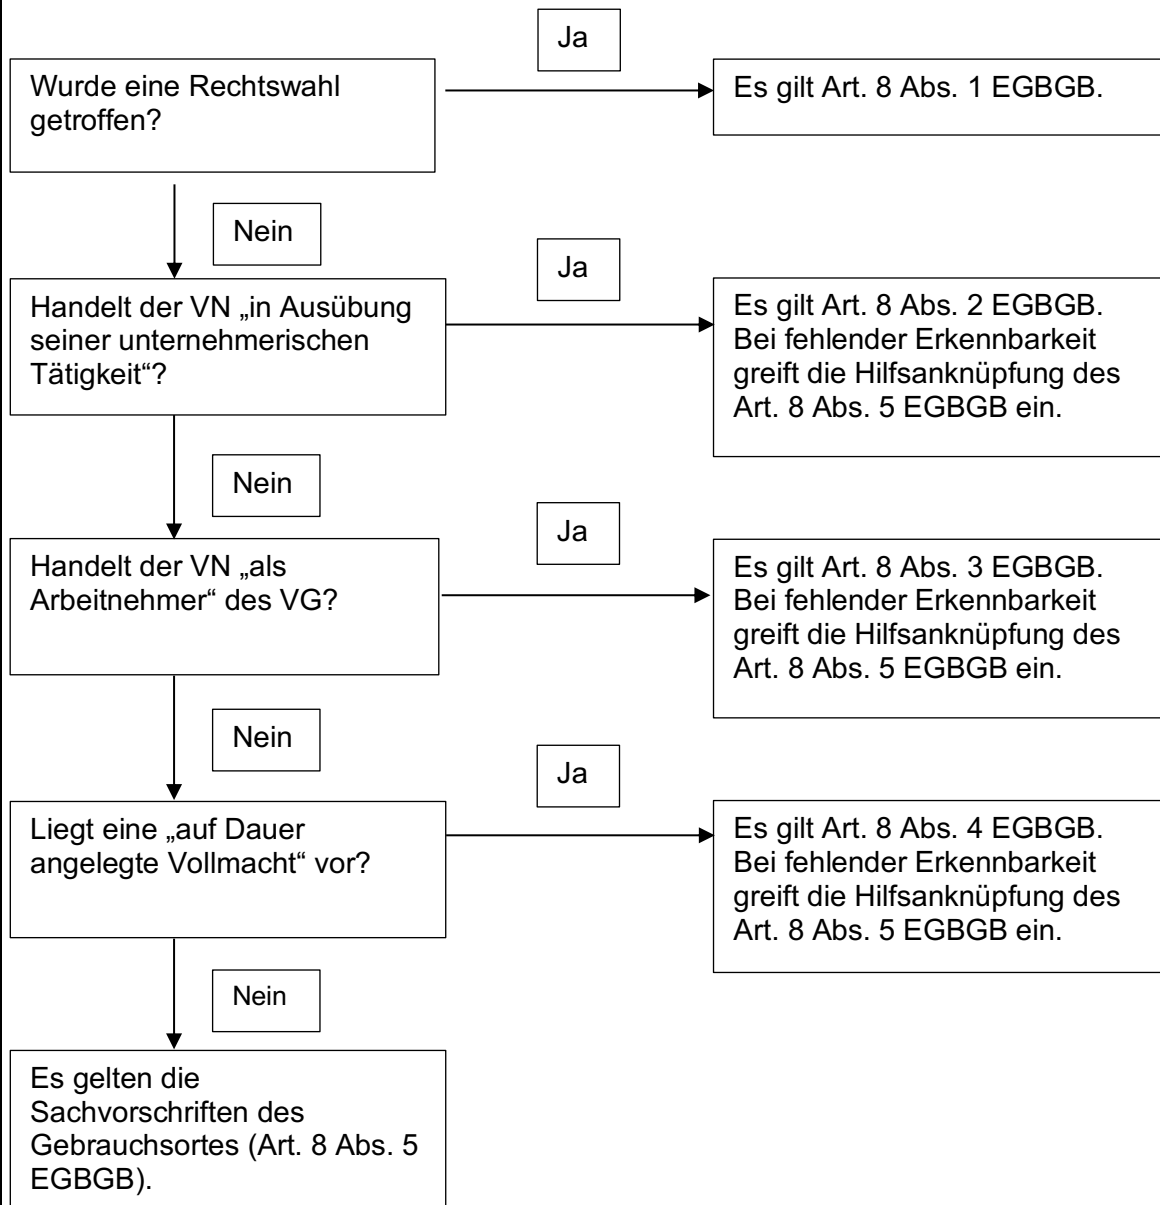 Ja
Wurde eine Rechtswahl
getroffen?
Es gilt Art. 8 Abs. 1 EGBGB.
Nein
Ja
Handelt der VN „in Ausübung
seiner unternehmerischen
Tätigkeit“?
Es gilt Art. 8 Abs. 2 EGBGB.
Bei fehlender Erkennbarkeit
greift die Hilfsanknüpfung des
Art. 8 Abs. 5 EGBGB ein.
Nein
Ja
Handelt der VN „als
Arbeitnehmer“ des VG?
Es gilt Art. 8 Abs. 3 EGBGB.
Bei fehlender Erkennbarkeit
greift die Hilfsanknüpfung des
Art. 8 Abs. 5 EGBGB ein.
Nein
Ja
Liegt eine „auf Dauer
angelegte Vollmacht“ vor?
Es gilt Art. 8 Abs. 4 EGBGB.
Bei fehlender Erkennbarkeit
greift die Hilfsanknüpfung des
Art. 8 Abs. 5 EGBGB ein.
Nein
Es gelten die
Sachvorschriften des
Gebrauchsortes (Art. 8 Abs. 5
EGBGB).